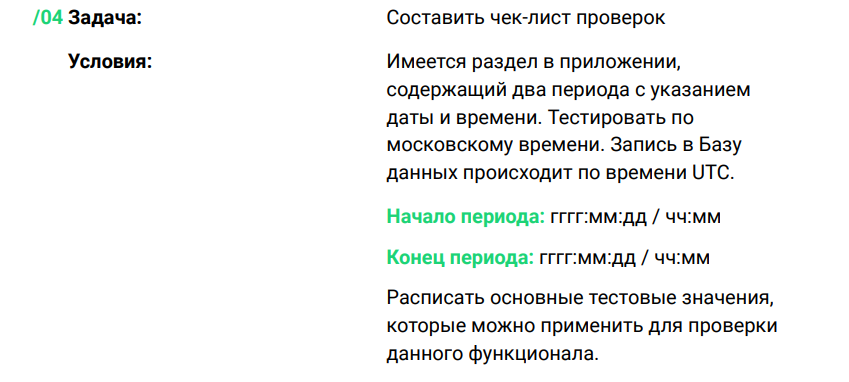 /04 Задача: Составить чек-лист проверок
Условия: Имеется раздел в приложении,
содержащий два периода с указанием
даты и времени. Тестировать по
московскому времени. Запись в Базу
данных происходит по времени UTC.
Начало периода: гггг:мм:дд / чч:мм
Конец периода: гггг:мм:дд / чч:мм
Расписать основные тестовые значения,
которые можно применить для проверки
данного функционала.